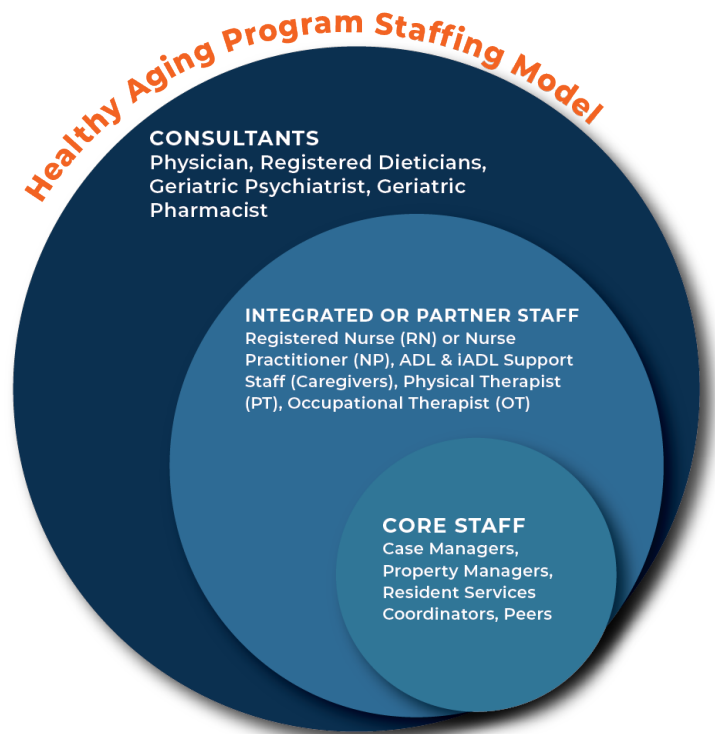 Healthy Aging Program Staffing Model
CONSULTANTS
Physician, Registered Dieticians,
Geriatric Psychiatrist, Geriatric
Pharmacist
INTEGRATED OR PARTNER STAFF
Registered Nurse (RN) or Nurse
Practitioner (NP), ADL & iADL Support
Staff (Caregivers), Physical Therapist
(PT), Occupational Therapist (OT)
CORE STAFF
Case Managers,
Property Managers,
Resident Services
Coordinators, Peers